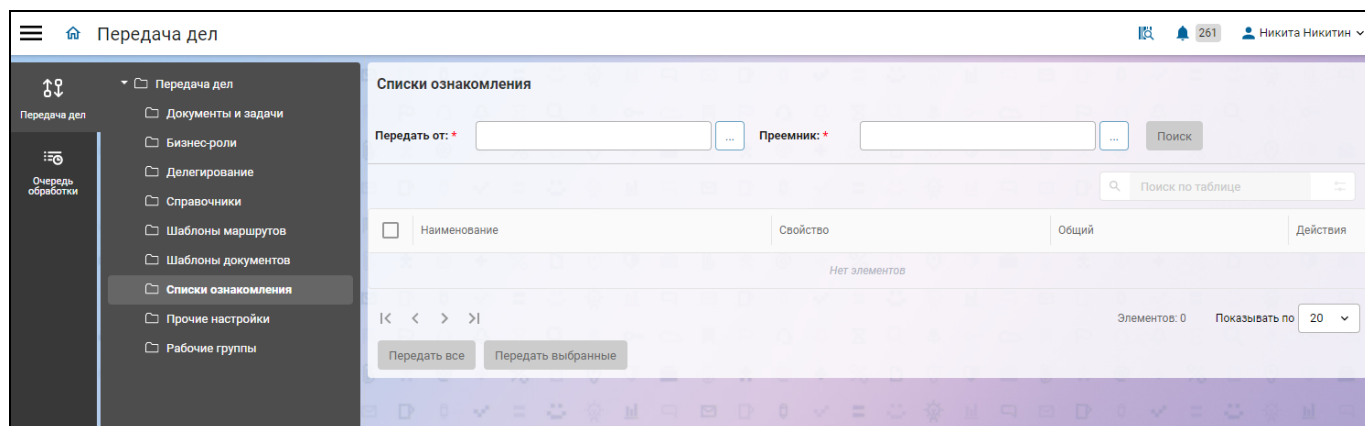 Передача дел
261
Никита Никитин
Передача дел
Очередь
обработки
Передача дел
Документы и задачи
Бизнес-роли
Делегирование
Справочники
Шаблоны маршрутов
Шаблоны документов
Списки ознакомления
Прочие настройки
Рабочие группы
Списки ознакомления
Передать от: * ... Преемник: * ... Поиск
Поиск по таблице
Наименование Свойство Общий Действия
Нет элементов
Элементов: 0 Показывать по 20
Передать все Передать выбранные